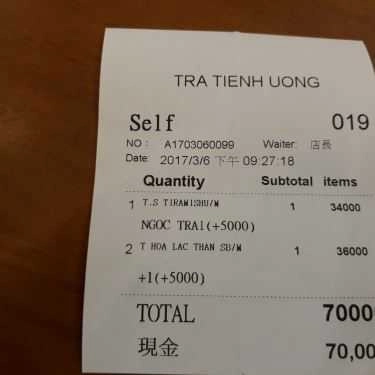 TRA TIENH UONG
Self 019
NO： A1703060099 Waiter: 店長
Date: 2017/3/6 下午 09:27:18
Quantity Subtotal items
1 T.S TIRAMISHU/M 1 34000
NGOC TRAI(+5000)
2 T HOA LAC THAN SB/M 1 36000
+1(+5000)
TOTAL 7000
現金 70,00